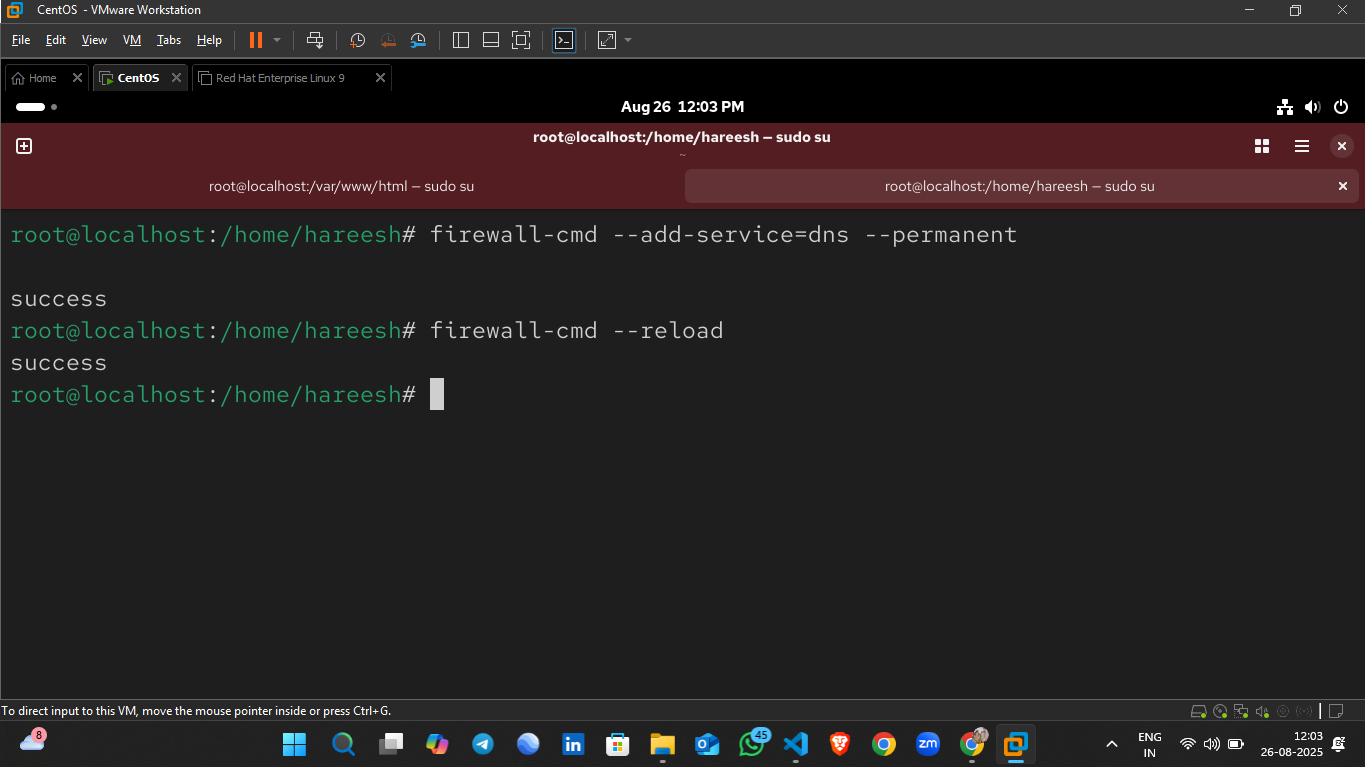 CentOS - VMware Workstation
File Edit View VM Tabs Help
Home CentOS Red Hat Enterprise Linux 9
Aug 26 12:03 PM
root@localhost:/home/hareesh — sudo su
~
root@localhost:/var/www/html — sudo su root@localhost:/home/hareesh — sudo su
root@localhost:/home/hareesh# firewall-cmd --add-service=dns --permanent
success
root@localhost:/home/hareesh# firewall-cmd --reload
success
root@localhost:/home/hareesh#
To direct input to this VM, move the mouse pointer inside or press Ctrl+G.
8 in 45 zm ENG IN 12:03 26-08-2025